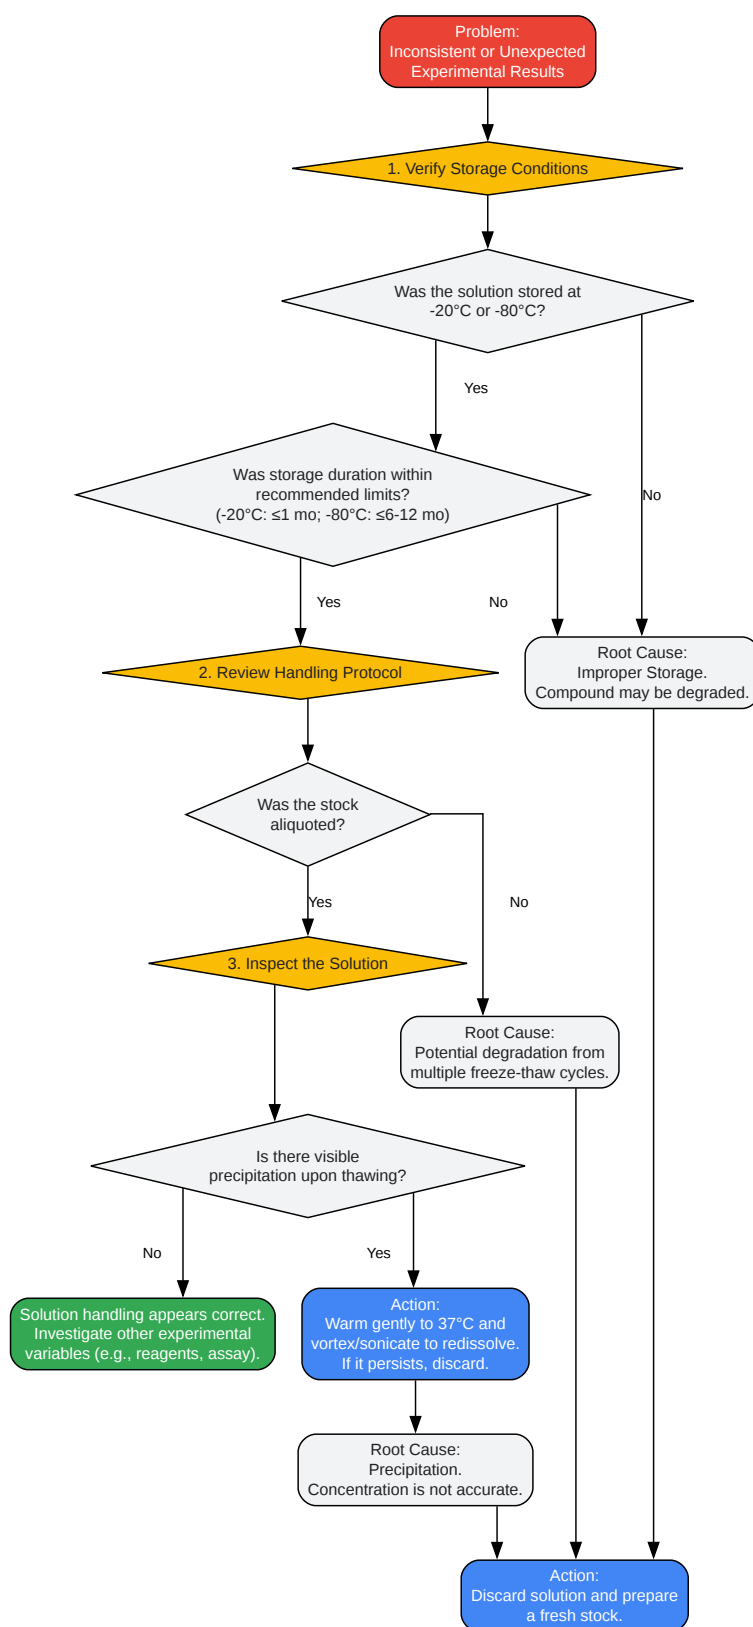 Problem:
Inconsistent or Unexpected
Experimental Results
1. Verify Storage Conditions
Was the solution stored at
-20°C or -80°C?
Yes
Was storage duration within
recommended limits?
(-20°C: ≤1 mo; -80°C: ≤6-12 mo)
No
Yes
No
Root Cause:
Improper Storage.
Compound may be degraded.
2. Review Handling Protocol
Was the stock
aliquoted?
Yes
No
3. Inspect the Solution
Root Cause:
Potential degradation from
multiple freeze-thaw cycles.
Is there visible
precipitation upon thawing?
No
Yes
Solution handling appears correct.
Investigate other experimental
variables (e.g., reagents, assay).
Action:
Warm gently to 37°C and
vortex/sonicate to redissolve.
If it persists, discard.
Root Cause:
Precipitation.
Concentration is not accurate.
Action:
Discard solution and prepare
a fresh stock.